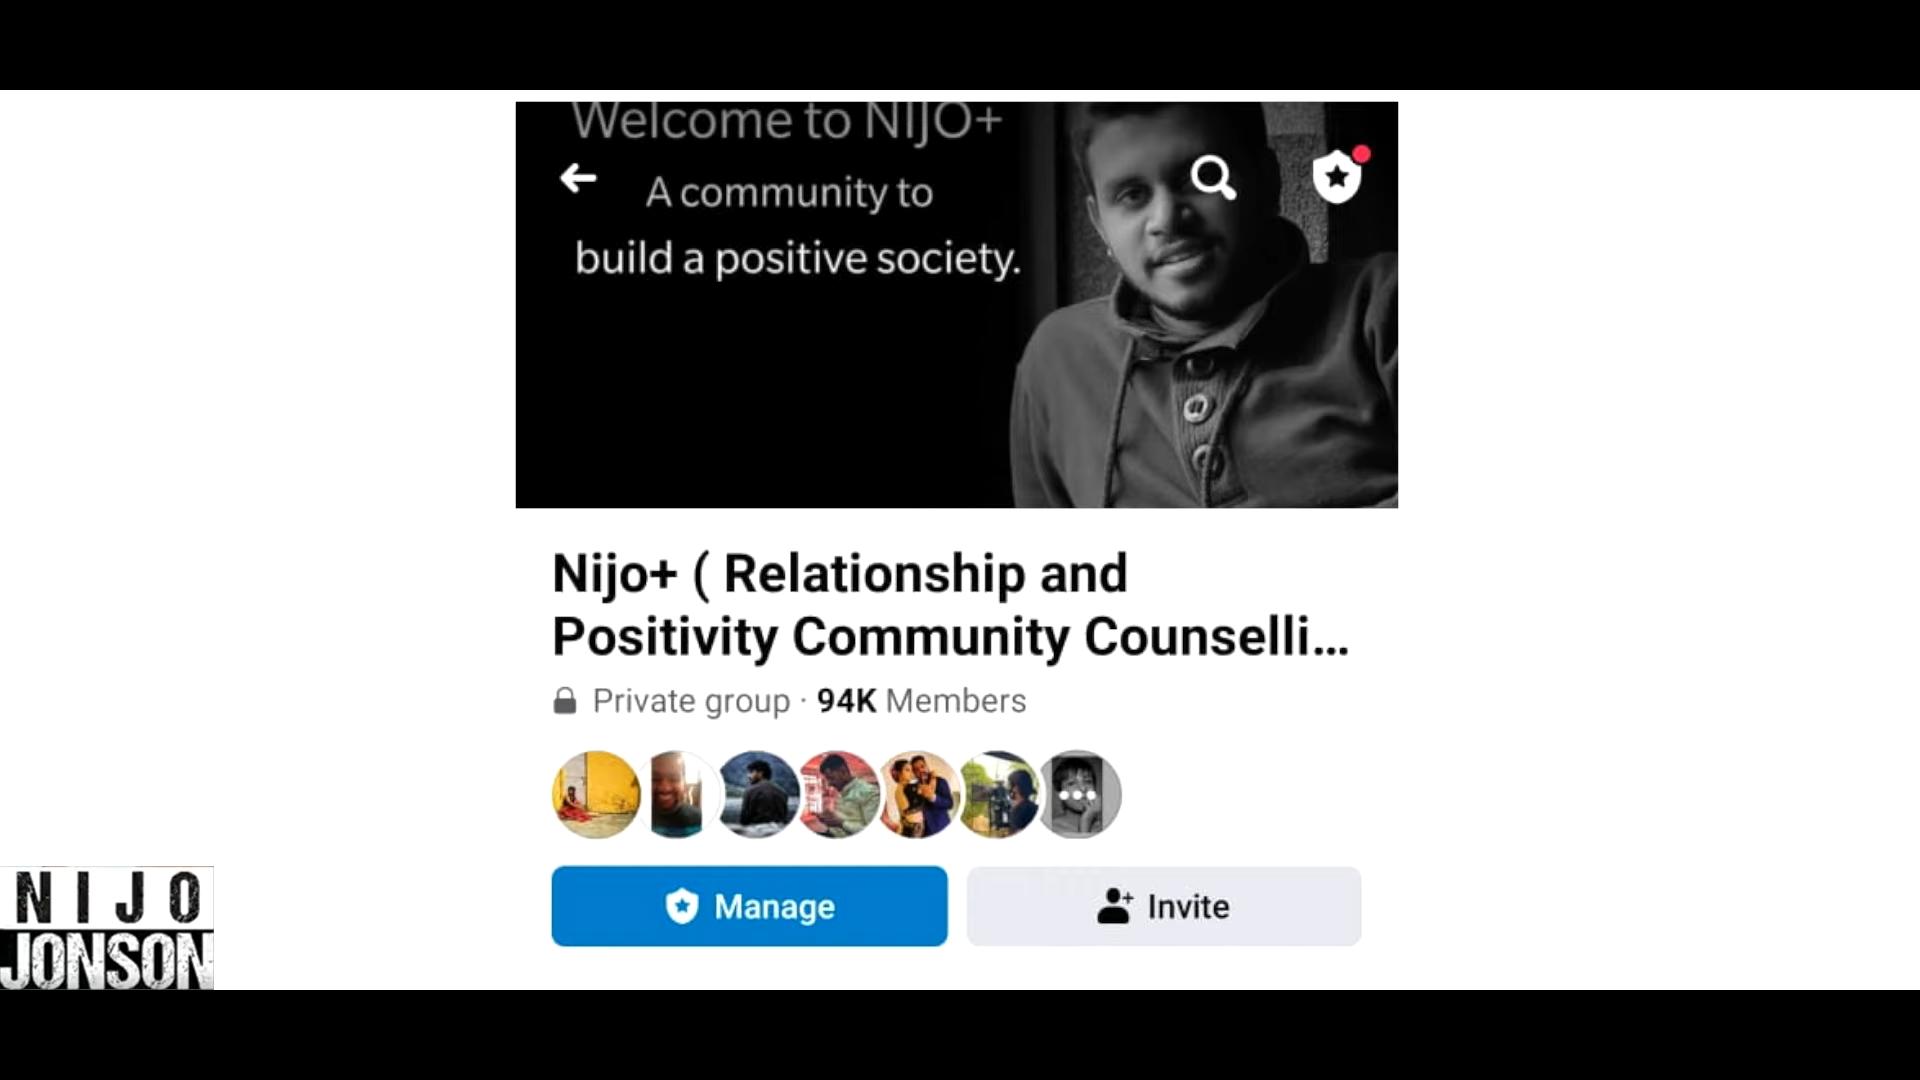 Welcome to NIJO+
A community to
build a positive society.
Nijo+ ( Relationship and
Positivity Community Counselli...
Private group · 94K Members
Manage
Invite
NIJO
JONSON